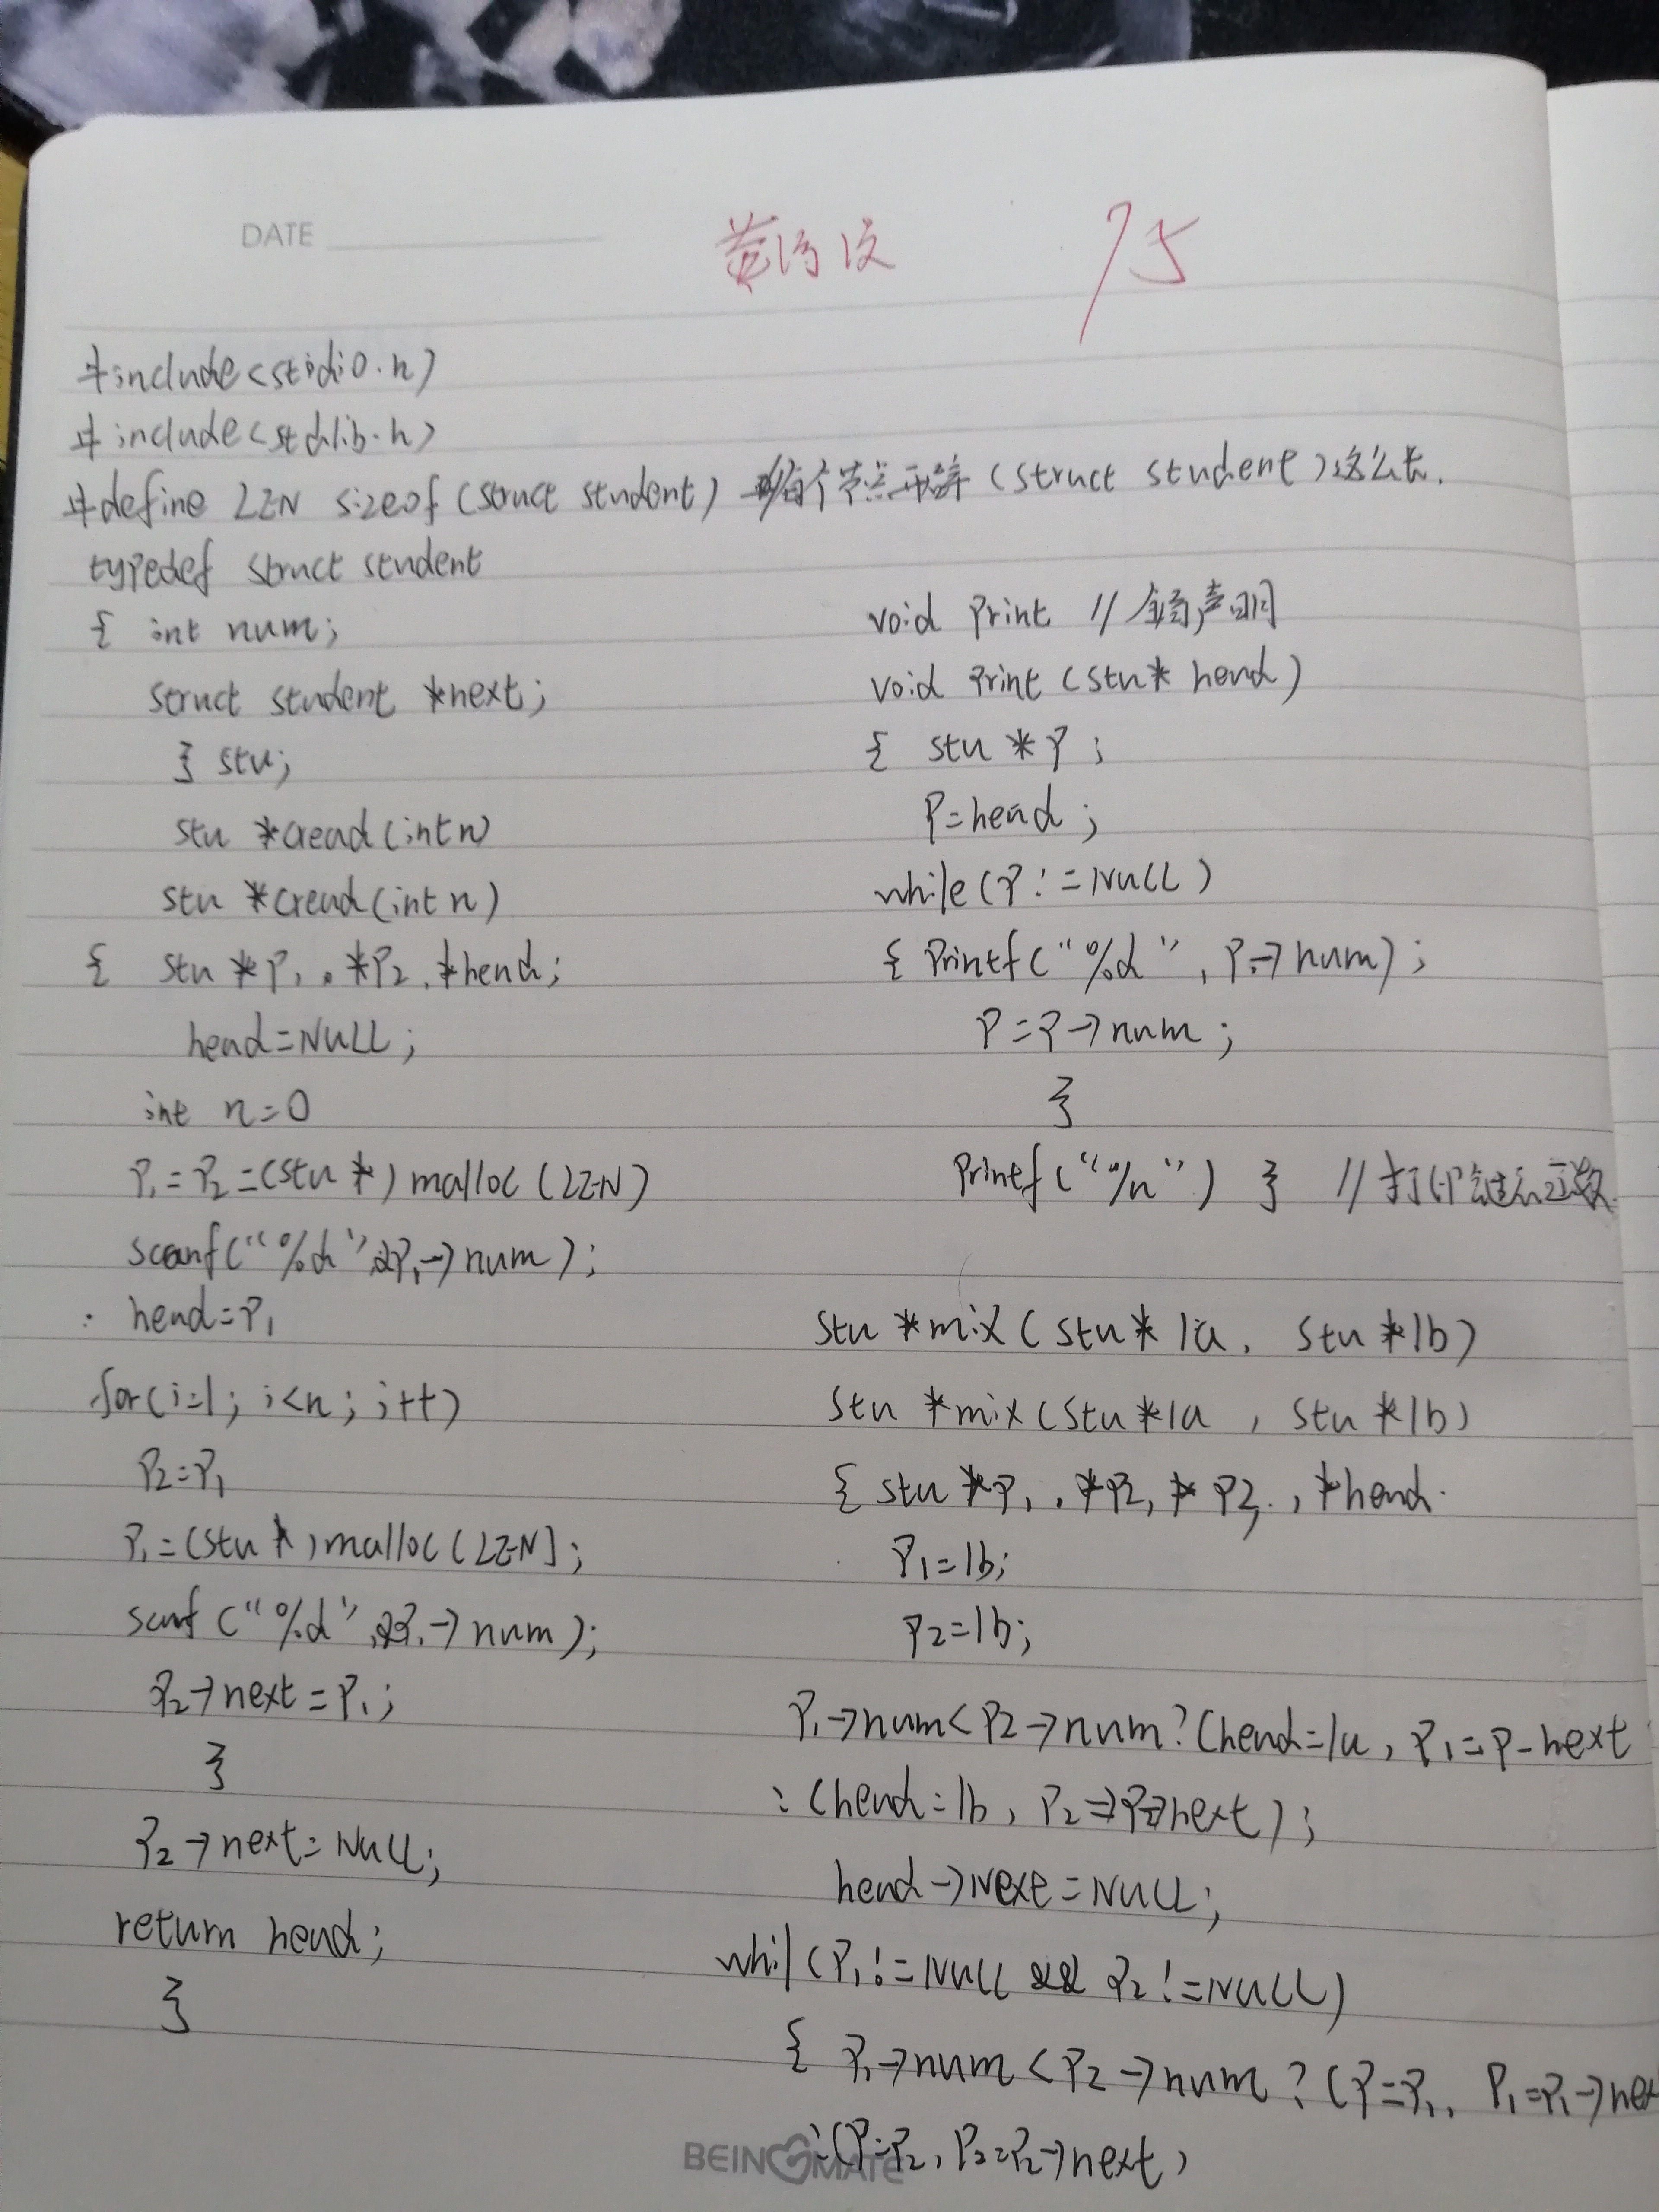 DATE
黄 75
#include<stdio.h>
#include<stdlib.h>
#define LEN sizeof(struct student) //每个节点开辟(struct student)这么长.
typedef struct student
{ int num;
struct student *next;
} stu;
stu *cread(int n)
stu *cread(int n)
{ stu *P1, *P2, *head;
head=NULL;
int n=0
P1=P2=(stu *)malloc(LEN)
scanf("%d",&P1->num);
head=P1
for(i=1; i<n; i++)
P2=P1
P1=(stu *)malloc(LEN];
scanf("%d",&P1->num);
P2->next=P1;
}
P2->next=NULL;
return head;
}
void Print //函声明
void Print(stu* head)
{ stu *P;
P=head;
while(P!=NULL)
{ Printf("%d", P->num);
P=P->num;
}
Printf("/n") } //打印链表函数
stu *mix(stu*la, stu*lb)
stu *mix(stu*la, stu*lb)
{ stu *P1, *P2, *P3, *head.
P1=lb;
P2=lb;
P1->num<P2->num?(head=la, P1=P-next
:(head=lb, P2=P2->next);
head->Next=NULL;
whil(P1!=NULL && P2!=NULL)
{ P1->num<P2->num?(P=P1, P1=P1->nex
:(P=P2, P2=P2->next)
BEINGMATE